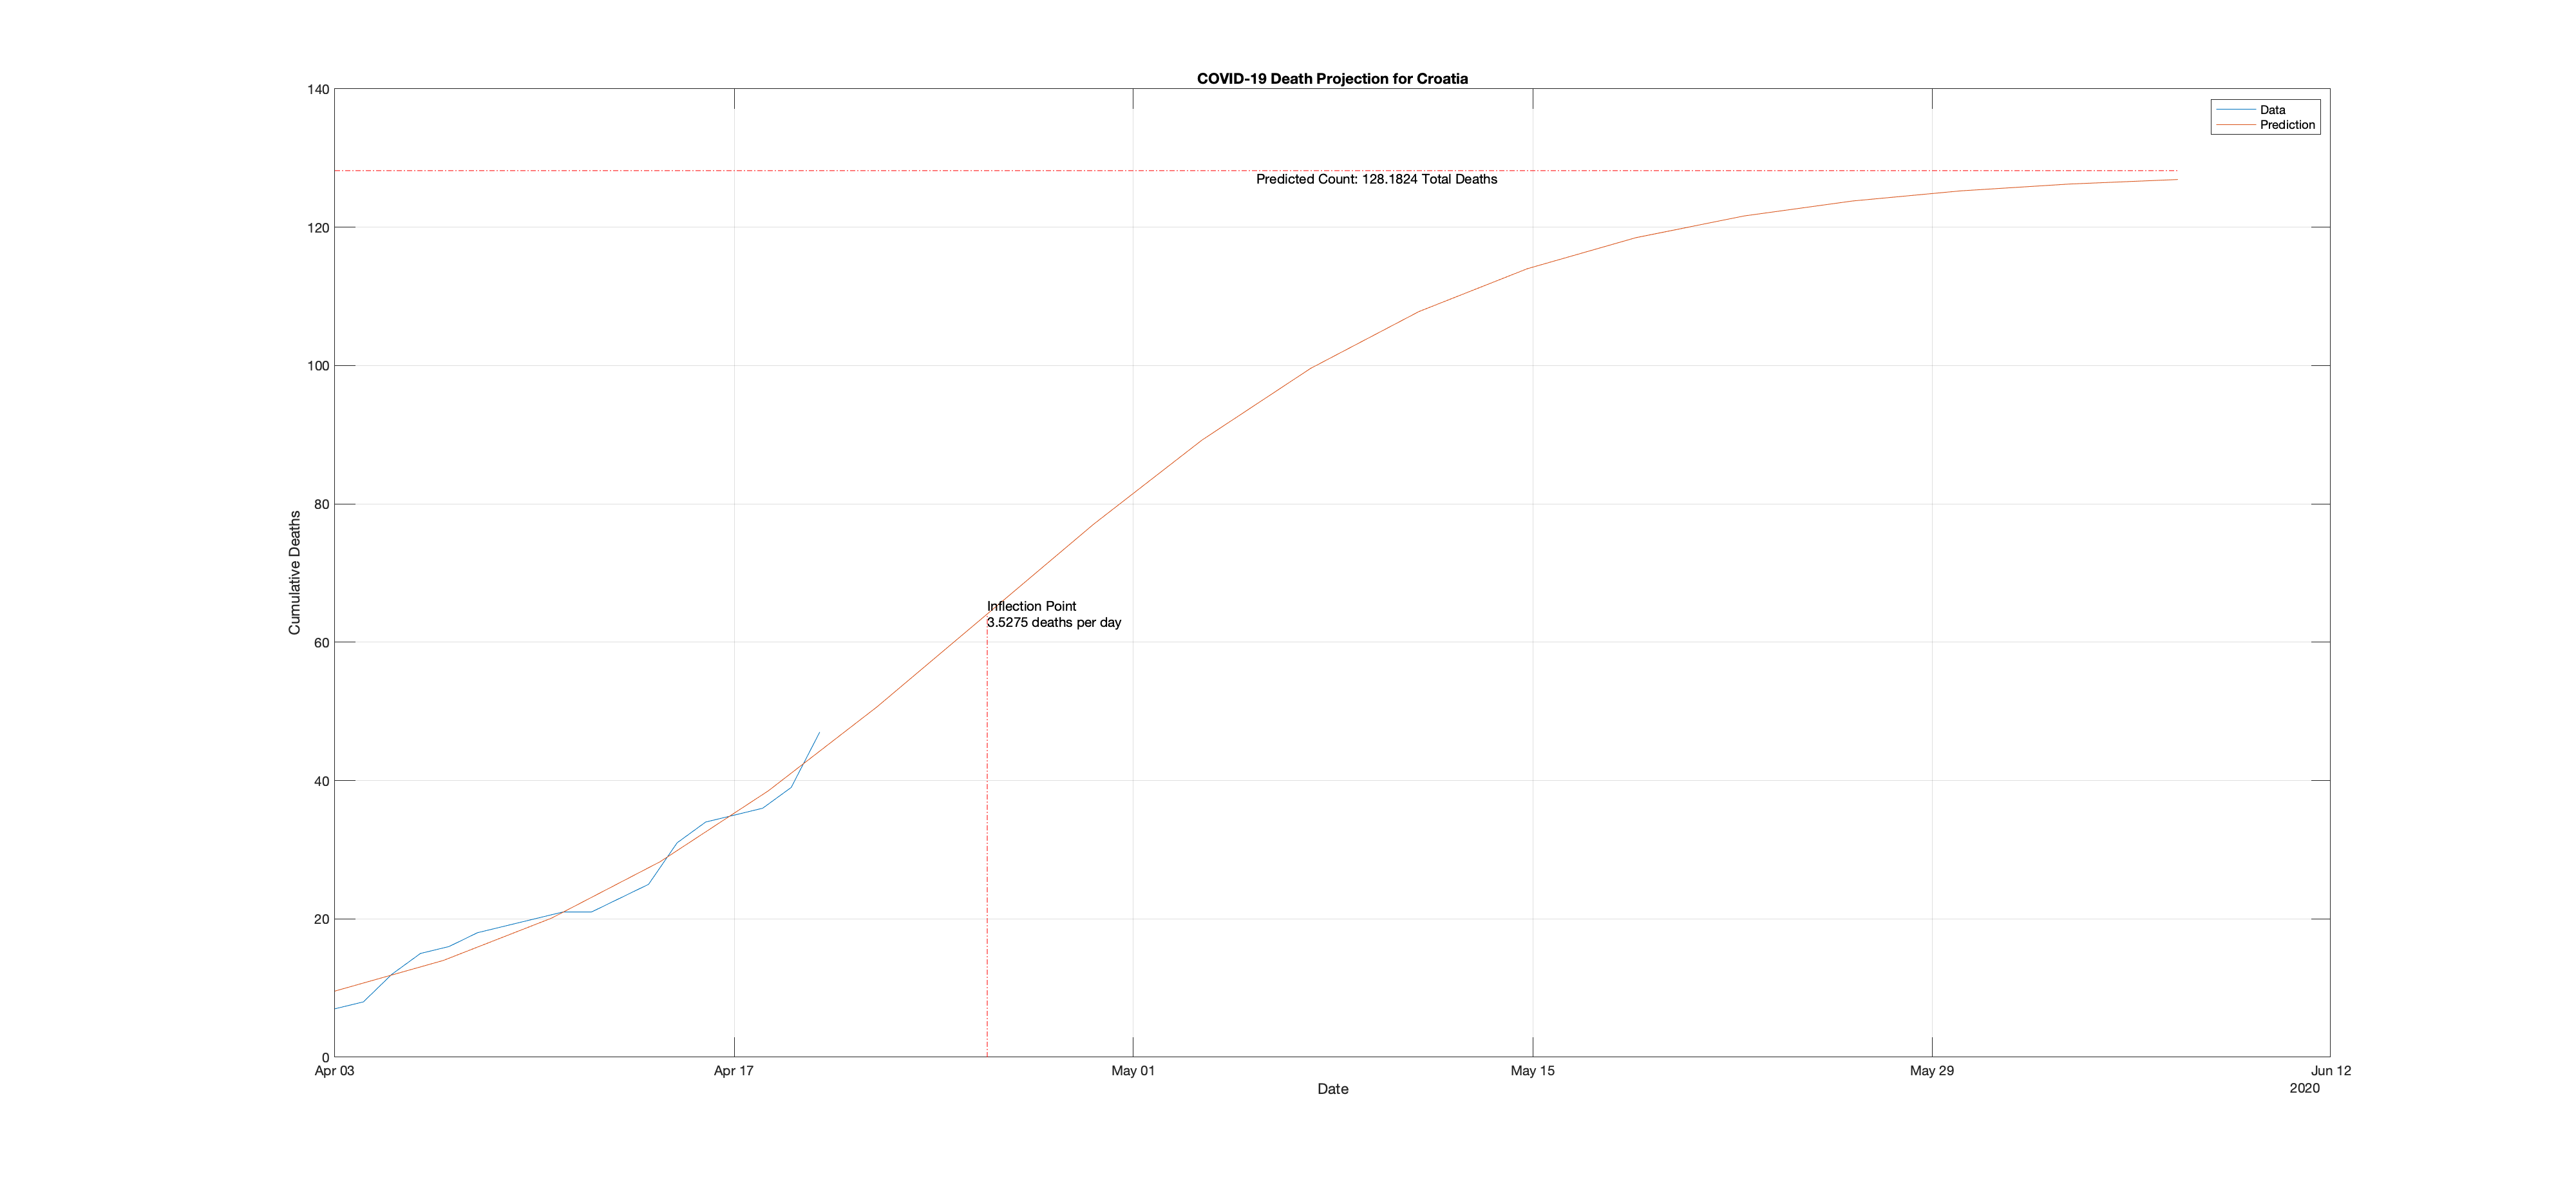 COVID-19 Death Projection for Croatia
140
120
100
80
60
40
20
0
Cumulative Deaths
Data
Prediction
Predicted Count: 128.1824 Total Deaths
Inflection Point
3.5275 deaths per day
Apr 03
Apr 17
May 01
May 15
May 29
Jun 12
2020
Date